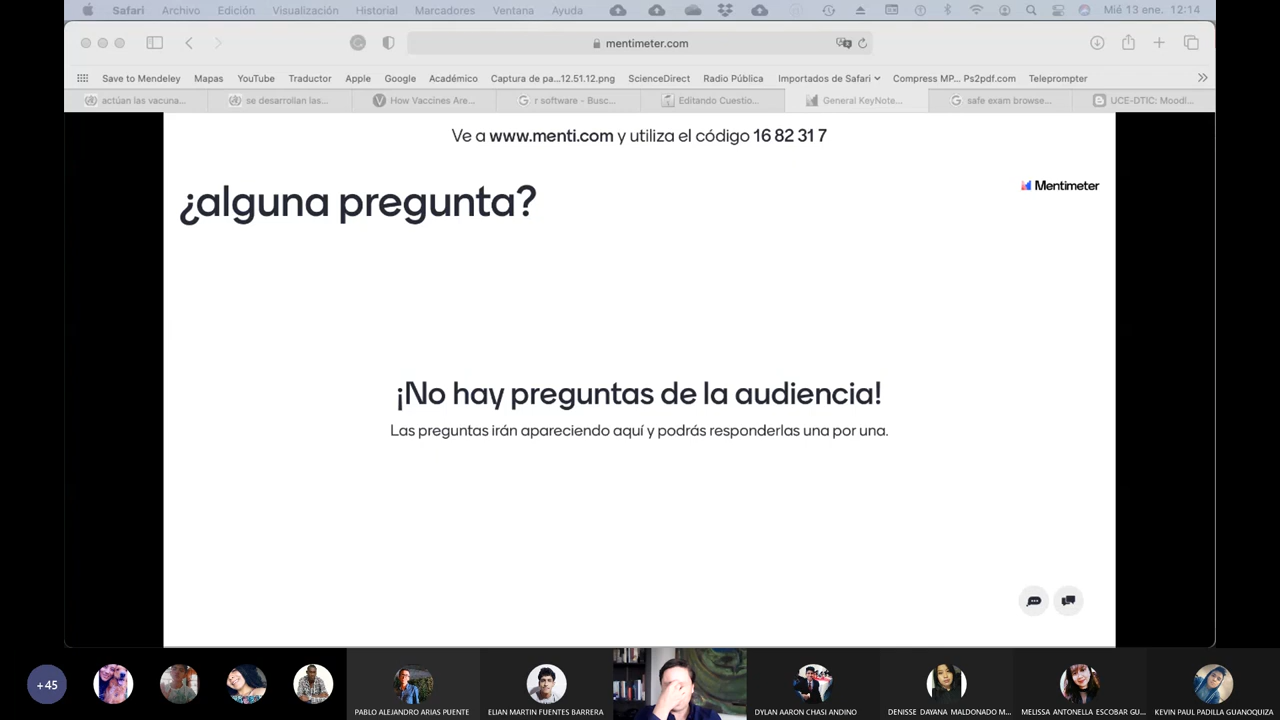 Safari Archivo Edición Visualización Historial Marcadores Ventana Ayuda Mié 13 ene. 12:14
mentimeter.com
Save to Mendeley Mapas YouTube Traductor Apple Google Académico Captura de pa...12.51.12.png ScienceDirect Radio Pública Importados de Safari Compress MP... Ps2pdf.com Teleprompter
actúan las vacuna... se desarrollan las... How Vaccines Are... r software - Busc... Editando Cuestio... General KeyNote... safe exam browse... UCE-DTIC: Moodl...
Ve a www.menti.com y utiliza el código 16 82 31 7
Mentimeter
¿alguna pregunta?
¡No hay preguntas de la audiencia!
Las preguntas irán apareciendo aquí y podrás responderlas una por una.
+45
PABLO ALEJANDRO ARIAS PUENTE ELIAN MARTIN FUENTES BARRERA DYLAN AARON CHASI ANDINO DENISSE DAYANA MALDONADO M... MELISSA ANTONELLA ESCOBAR GU... KEVIN PAUL PADILLA GUANOQUIZA